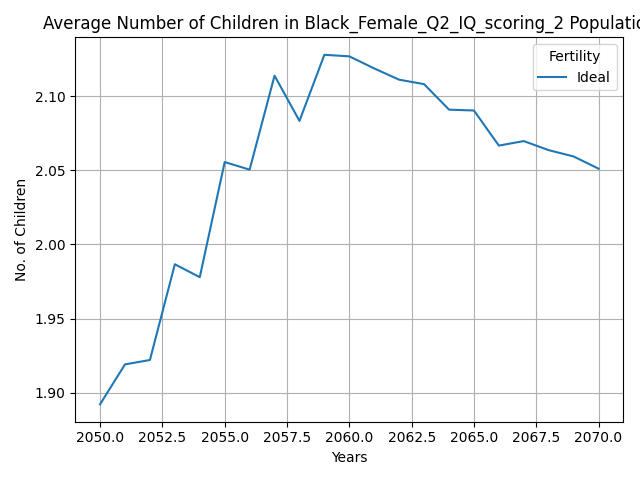 Average Number of Children in Black_Female_Q2_IQ_scoring_2 Populatio
Fertility
Ideal
No. of Children
2.10
2.05
2.00
1.95
1.90
2050.0 2052.5 2055.0 2057.5 2060.0 2062.5 2065.0 2067.5 2070.0
Years